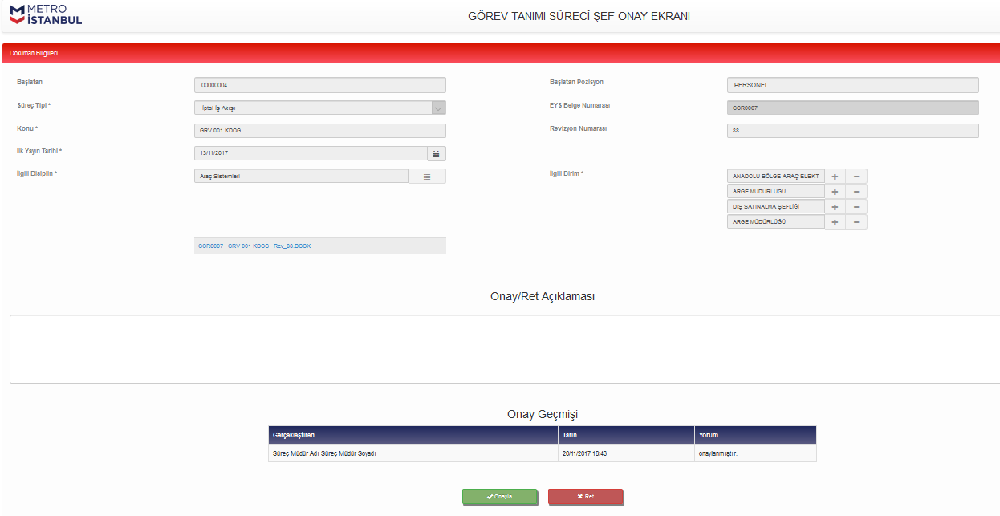 METRO
İSTANBUL
GÖREV TANIMI SÜRECİ ŞEF ONAY EKRANI
Doküman Bilgileri
Başlatan
00000004
Başlatan Pozisyon
PERSONEL
Süreç Tipi *
İptal İş Akışı
EYS Belge Numarası
GOR0007
Konu *
GRV 001 KDOG
Revizyon Numarası
88
İlk Yayın Tarihi *
13/11/2017
İlgili Disiplin *
Araç Sistemleri
İlgili Birim *
ANADOLU BÖLGE ARAÇ ELEKT
ARGE MÜDÜRLÜĞÜ
DIŞ SATINALMA ŞEFLİĞİ
ARGE MÜDÜRLÜĞÜ
GOR0007 - GRV 001 KDOG - Rev_88.DOCX
Onay/Ret Açıklaması
Onay Geçmişi
Gerçekleştiren Tarih Yorum
Süreç Müdür Adı Süreç Müdür Soyadı 20/11/2017 18:43 onaylanmıştır.
Onayla
Ret